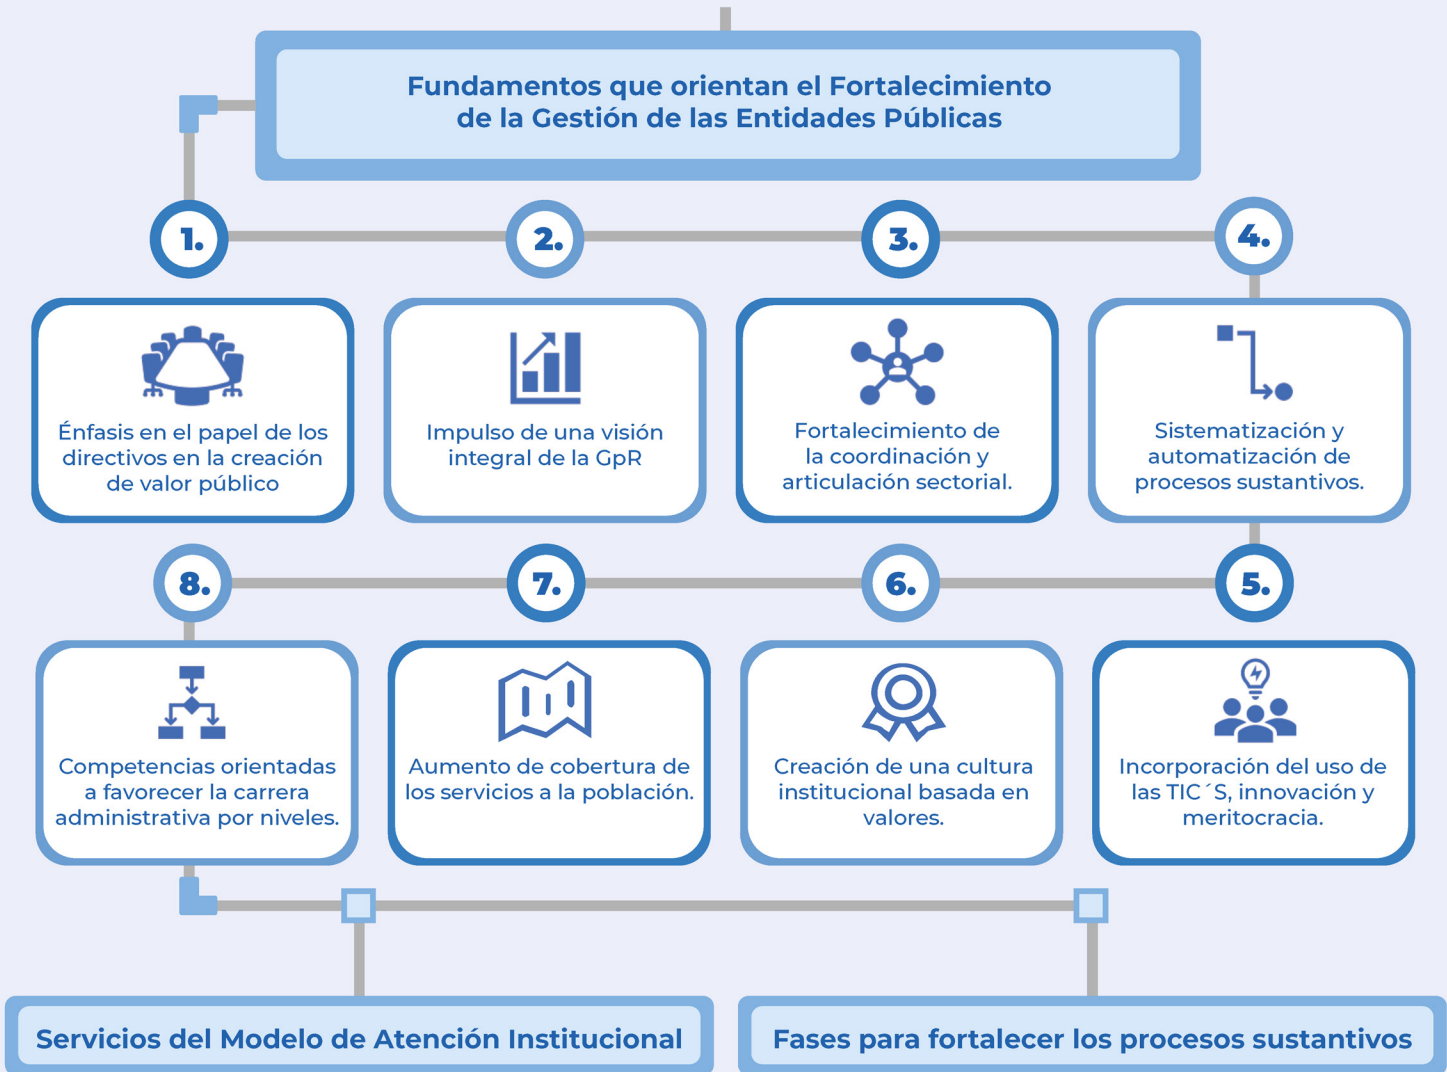 Fundamentos que orientan el Fortalecimiento
de la Gestión de las Entidades Públicas
1.
2.
3.
4.
Énfasis en el papel de los
directivos en la creación
de valor público
Impulso de una visión
integral de la GpR
Fortalecimiento de
la coordinación y
articulación sectorial.
Sistematización y
automatización de
procesos sustantivos.
8.
7.
6.
5.
Competencias orientadas
a favorecer la carrera
administrativa por niveles.
Aumento de cobertura de
los servicios a la población.
Creación de una cultura
institucional basada en
valores.
Incorporación del uso de
las TIC´S, innovación y
meritocracia.
Servicios del Modelo de Atención Institucional
Fases para fortalecer los procesos sustantivos